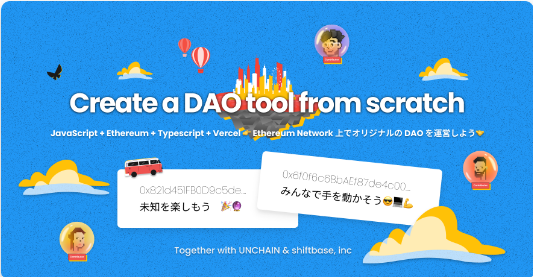 Create a DAO tool from scratch
JavaScript + Ethereum + Typescript + Vercel 👉 Ethereum Network 上でオリジナルの DAO を運営しよう🤝
0x821d451FB0D9c5de...
未知を楽しもう 🎉🔮
0x6f0f6c6BbAEf87de4c00...
みんなで手を動かそう😎💻💪
Together with UNCHAIN & shiftbase, inc